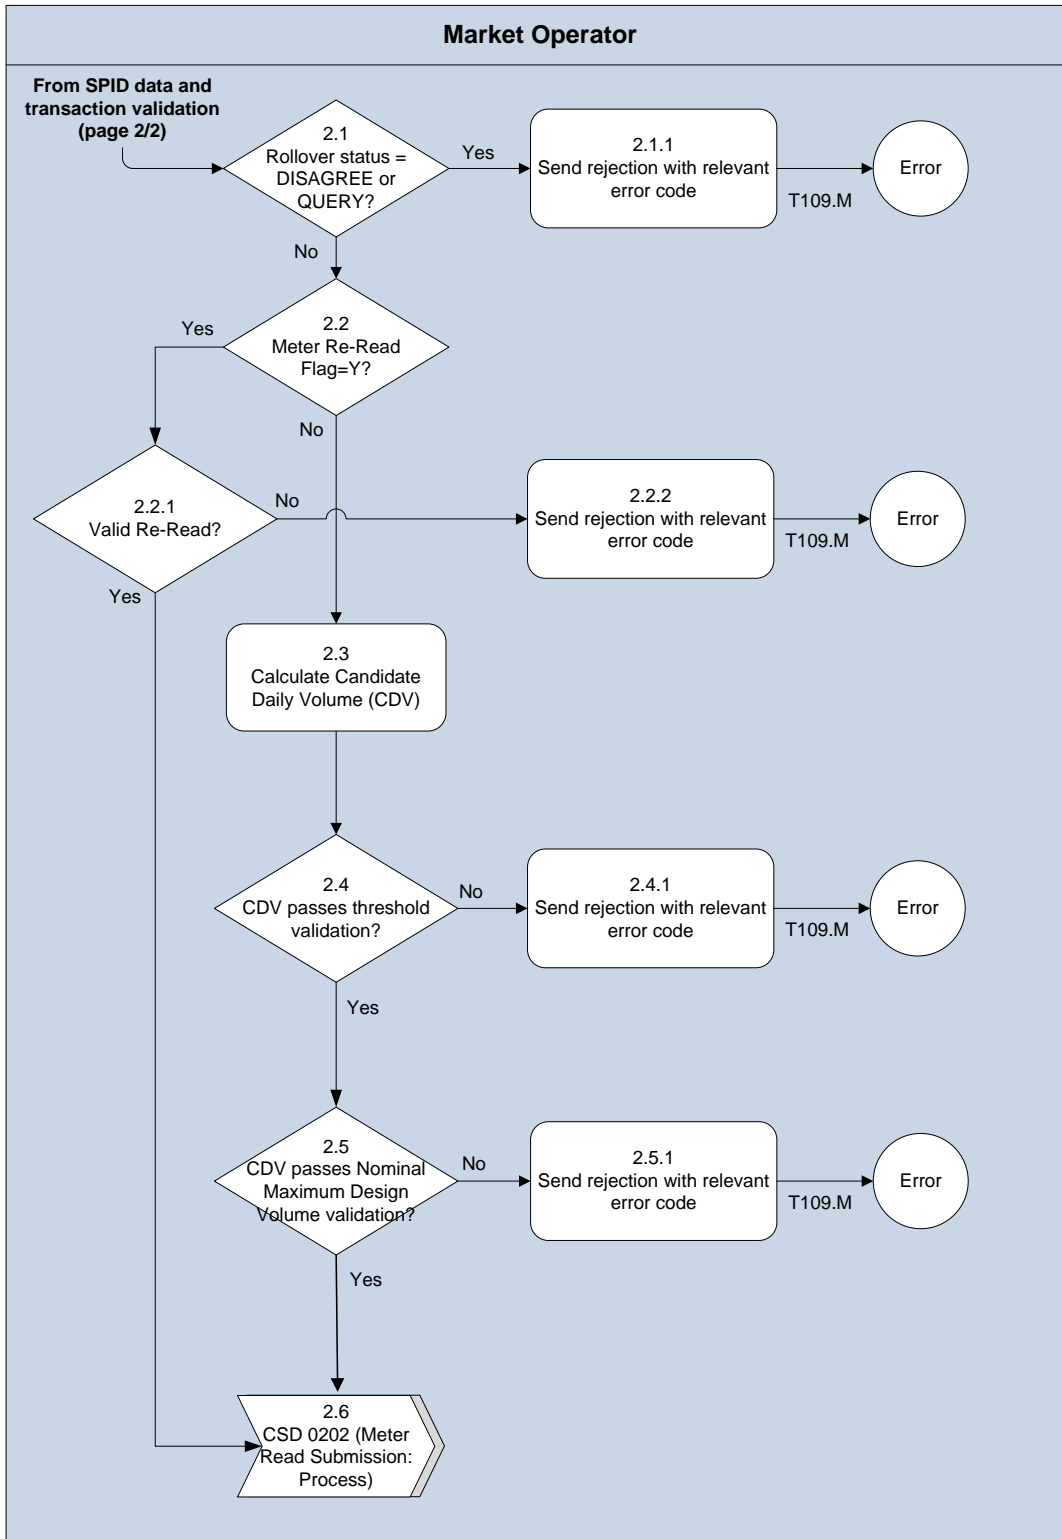 Market Operator
From SPID data and
transaction validation
(page 2/2)
2.1
Rollover status =
DISAGREE or
QUERY?
Yes
2.1.1
Send rejection with relevant
error code
T109.M
Error
No
2.2
Meter Re-Read
Flag=Y?
Yes
No
2.2.1
Valid Re-Read?
No
2.2.2
Send rejection with relevant
error code
T109.M
Error
Yes
2.3
Calculate Candidate
Daily Volume (CDV)
2.4
CDV passes threshold
validation?
No
2.4.1
Send rejection with relevant
error code
T109.M
Error
Yes
2.5
CDV passes Nominal
Maximum Design
Volume validation?
No
2.5.1
Send rejection with relevant
error code
T109.M
Error
Yes
2.6
CSD 0202 (Meter
Read Submission:
Process)